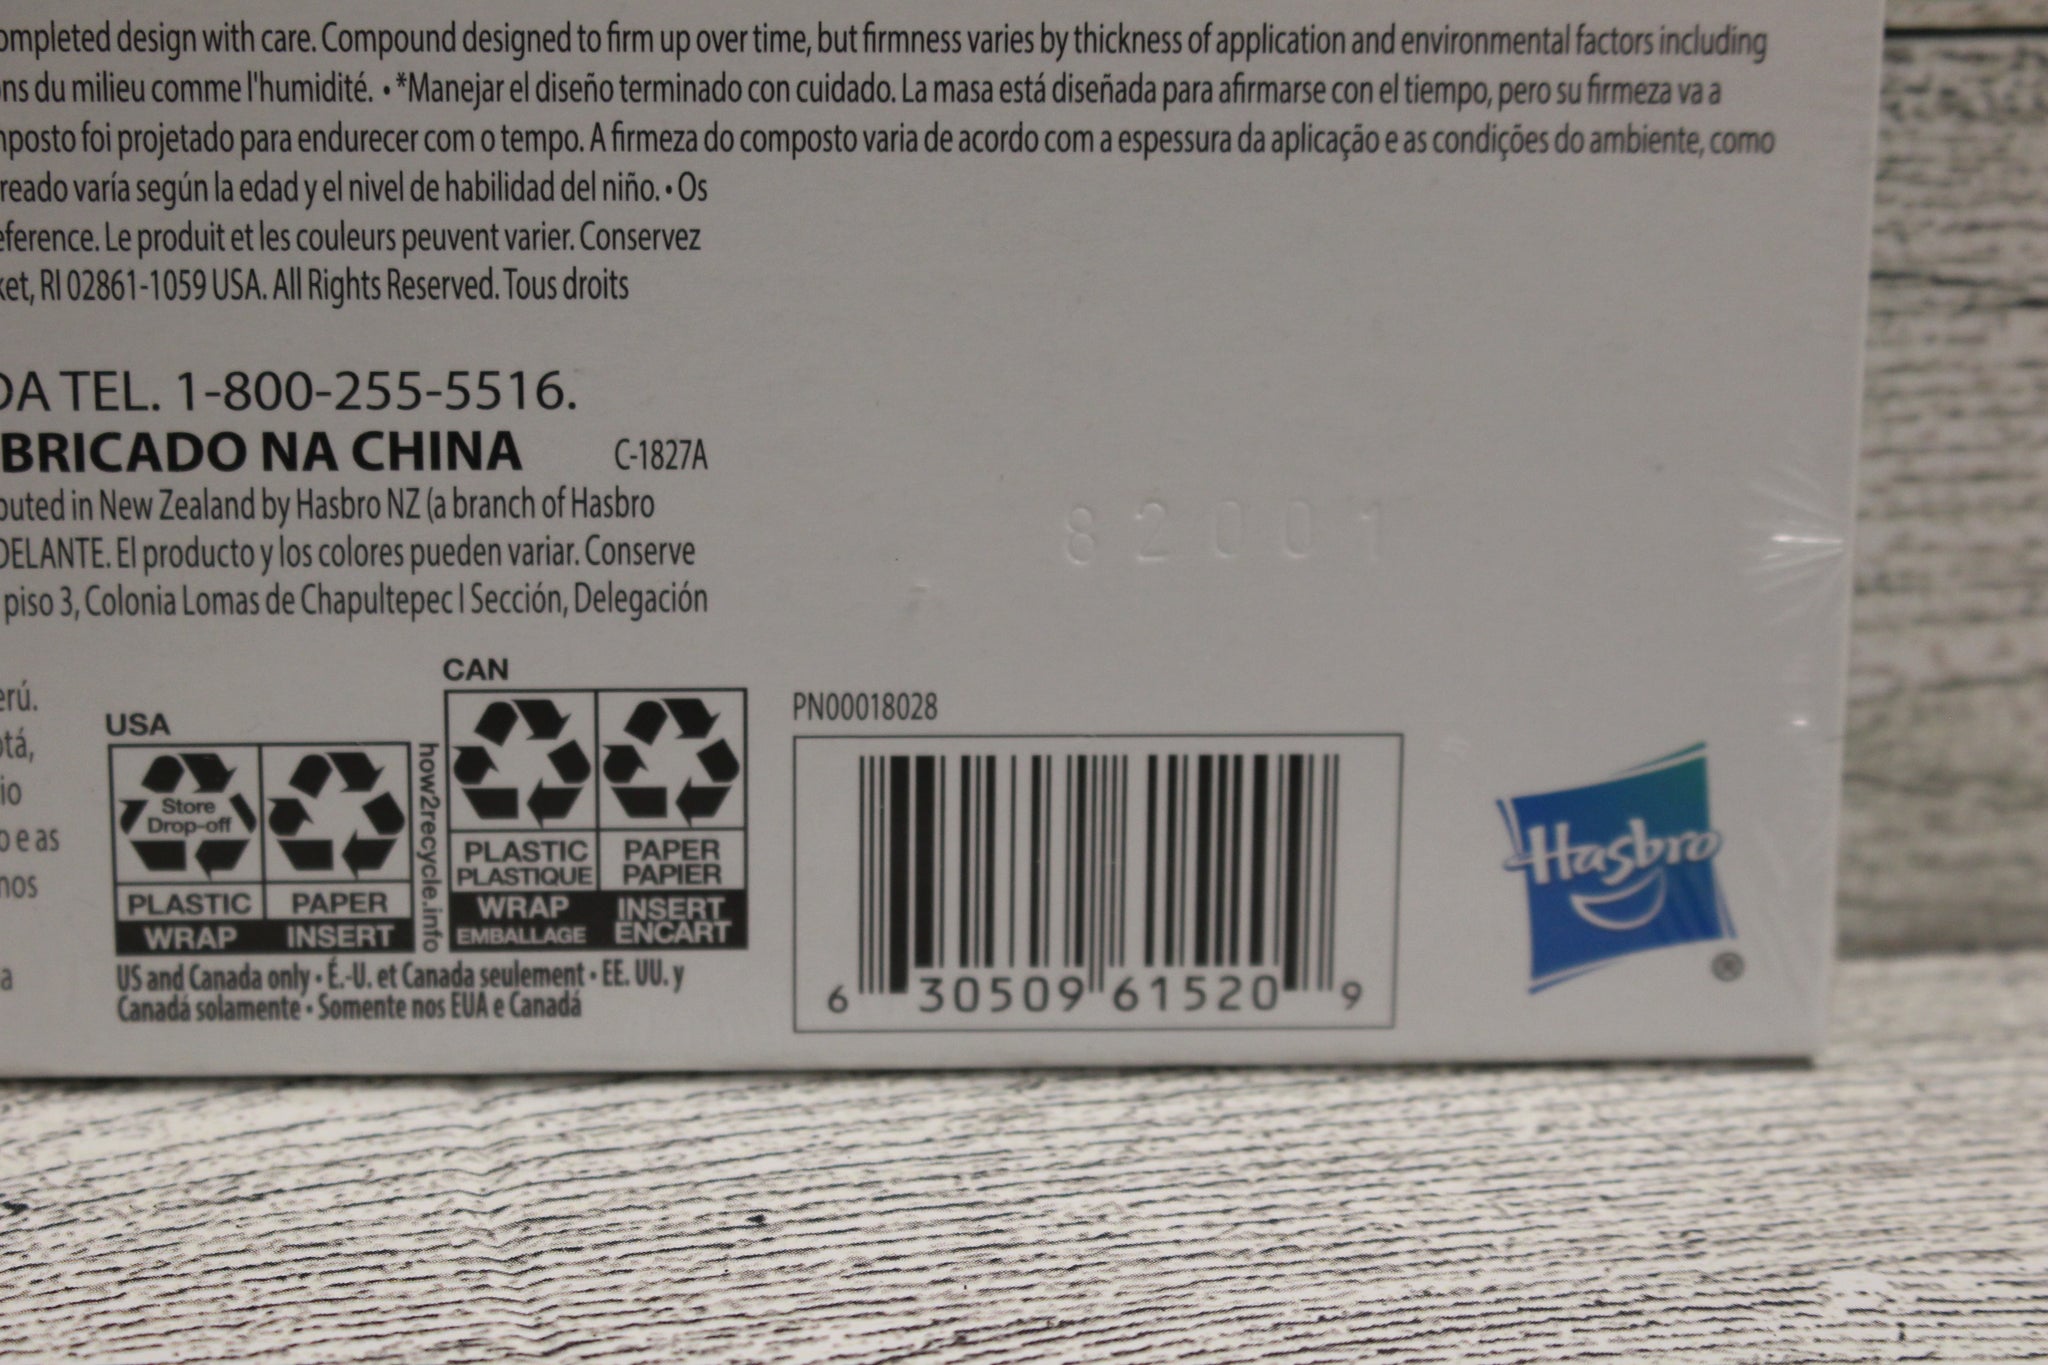 ompleted design with care. Compound designed to firm up over time, but firmness varies by thickness of application and environmental factors including
ns du milieu comme l'humidité. • *Manejar el diseño terminado con cuidado. La masa está diseñada para afirmarse con el tiempo, pero su firmeza va a
mposto foi projetado para endurecer com o tempo. A firmeza do composto varia de acordo com a espessura da aplicação e as condições do ambiente, como
reado varía según la edad y el nivel de habilidad del niño. • Os
eference. Le produit et les couleurs peuvent varier. Conservez
ket, RI 02861-1059 USA. All Rights Reserved. Tous droits
DA TEL. 1-800-255-5516.
BRICADO NA CHINA C-1827A
buted in New Zealand by Hasbro NZ (a branch of Hasbro
DELANTE. El producto y los colores pueden variar. Conserve
piso 3, Colonia Lomas de Chapultepec I Sección, Delegación
82001
erú.
otá,
io
o e as
nos
a
USA
Store
Drop-off
PLASTIC PAPER
WRAP INSERT
how2recycle.info
CAN
PLASTIC PAPER
PLASTIQUE PAPIER
WRAP INSERT
EMBALLAGE ENCART
US and Canada only • É.-U. et Canada seulement • EE. UU. y
Canadá solamente • Somente nos EUA e Canadá
PN00018028
6 30509 61520 9
Hasbro
®